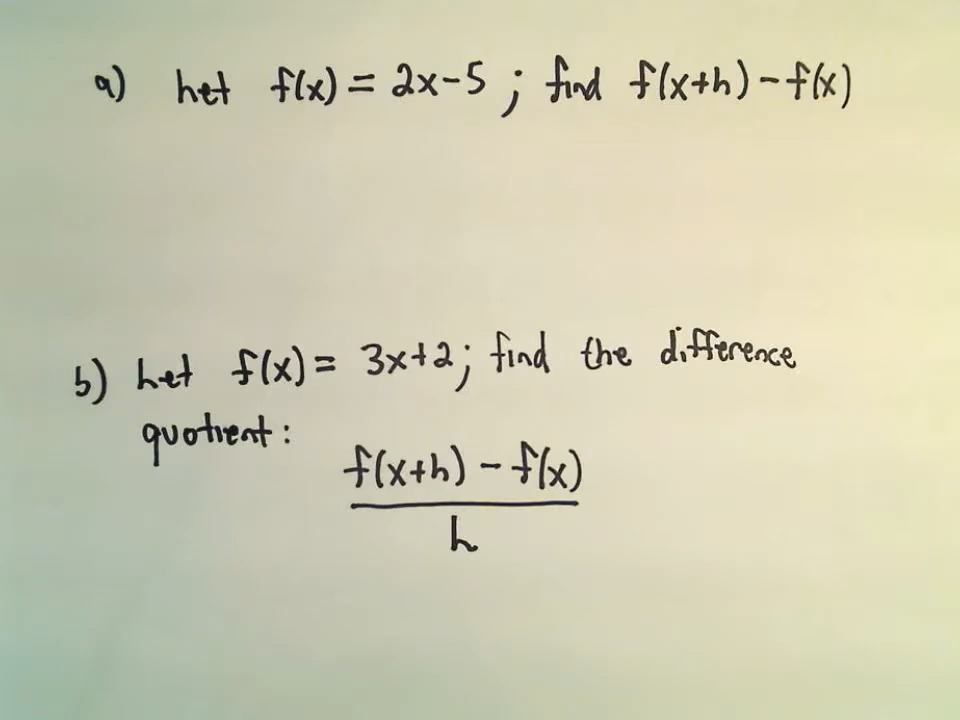 a) Let f(x) = 2x-5 ; find f(x+h) - f(x)
b) Let f(x) = 3x+2; find the difference
quotient:
f(x+h) - f(x)
h